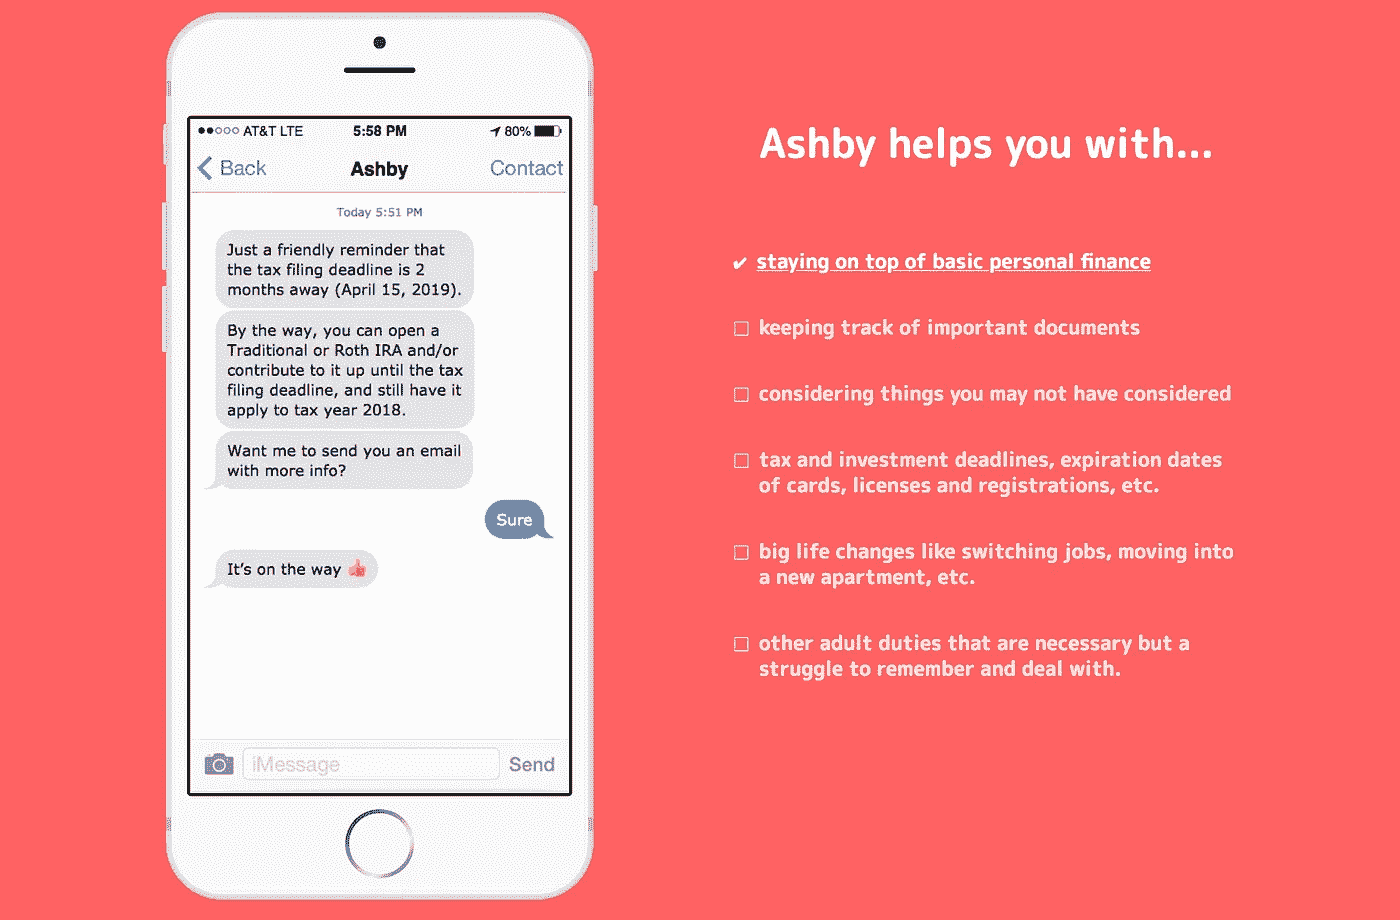 AT&T LTE 5:58 PM 80%
Back Ashby Contact
Today 5:51 PM
Just a friendly reminder that
the tax filing deadline is 2
months away (April 15, 2019).
By the way, you can open a
Traditional or Roth IRA and/or
contribute to it up until the tax
filing deadline, and still have it
apply to tax year 2018.
Want me to send you an email
with more info?
Sure
It's on the way 👍
iMessage Send
Ashby helps you with...
✔ staying on top of basic personal finance
☐ keeping track of important documents
☐ considering things you may not have considered
☐ tax and investment deadlines, expiration dates
of cards, licenses and registrations, etc.
☐ big life changes like switching jobs, moving into
a new apartment, etc.
☐ other adult duties that are necessary but a
struggle to remember and deal with.